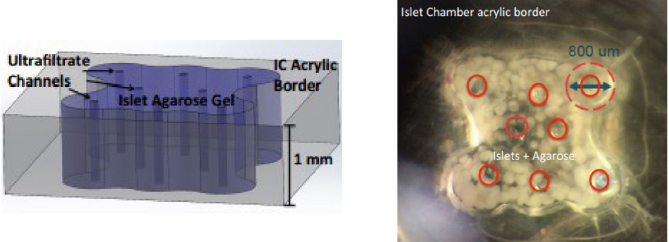 Ultrafiltrate
Channels
IC Acrylic
Border
Islet Agarose Gel
1 mm
Islet Chamber acrylic border
800 um
Islets + Agarose